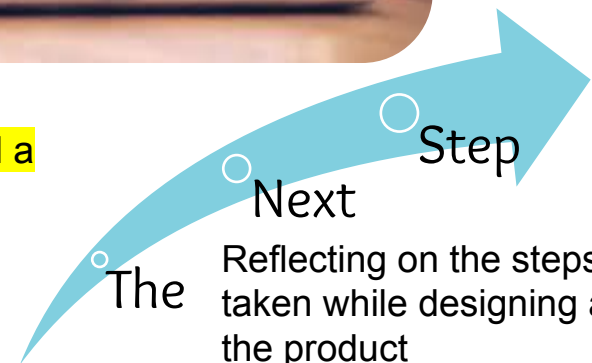 a
Step
Next
The
Reflecting on the steps
taken while designing
the product